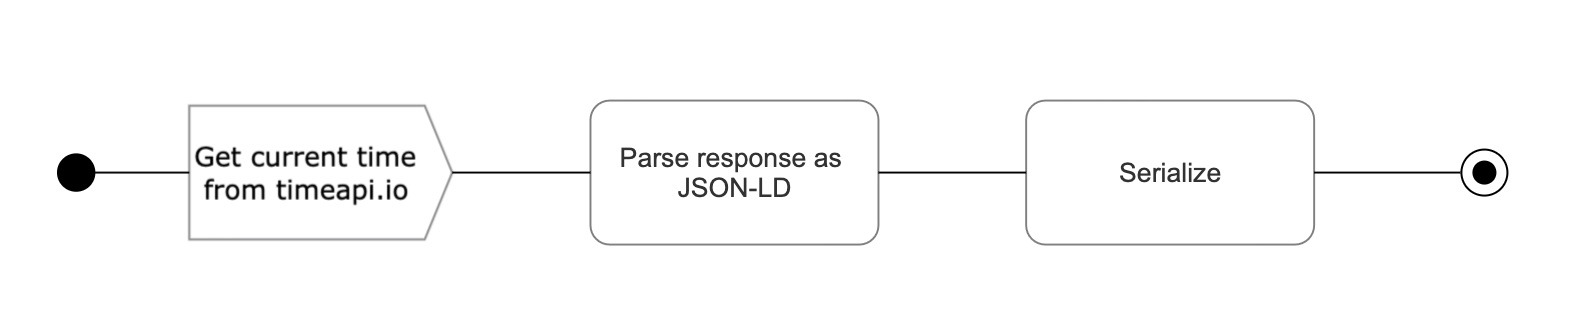 Get current time
from timeapi.io
Parse response as
JSON-LD
Serialize